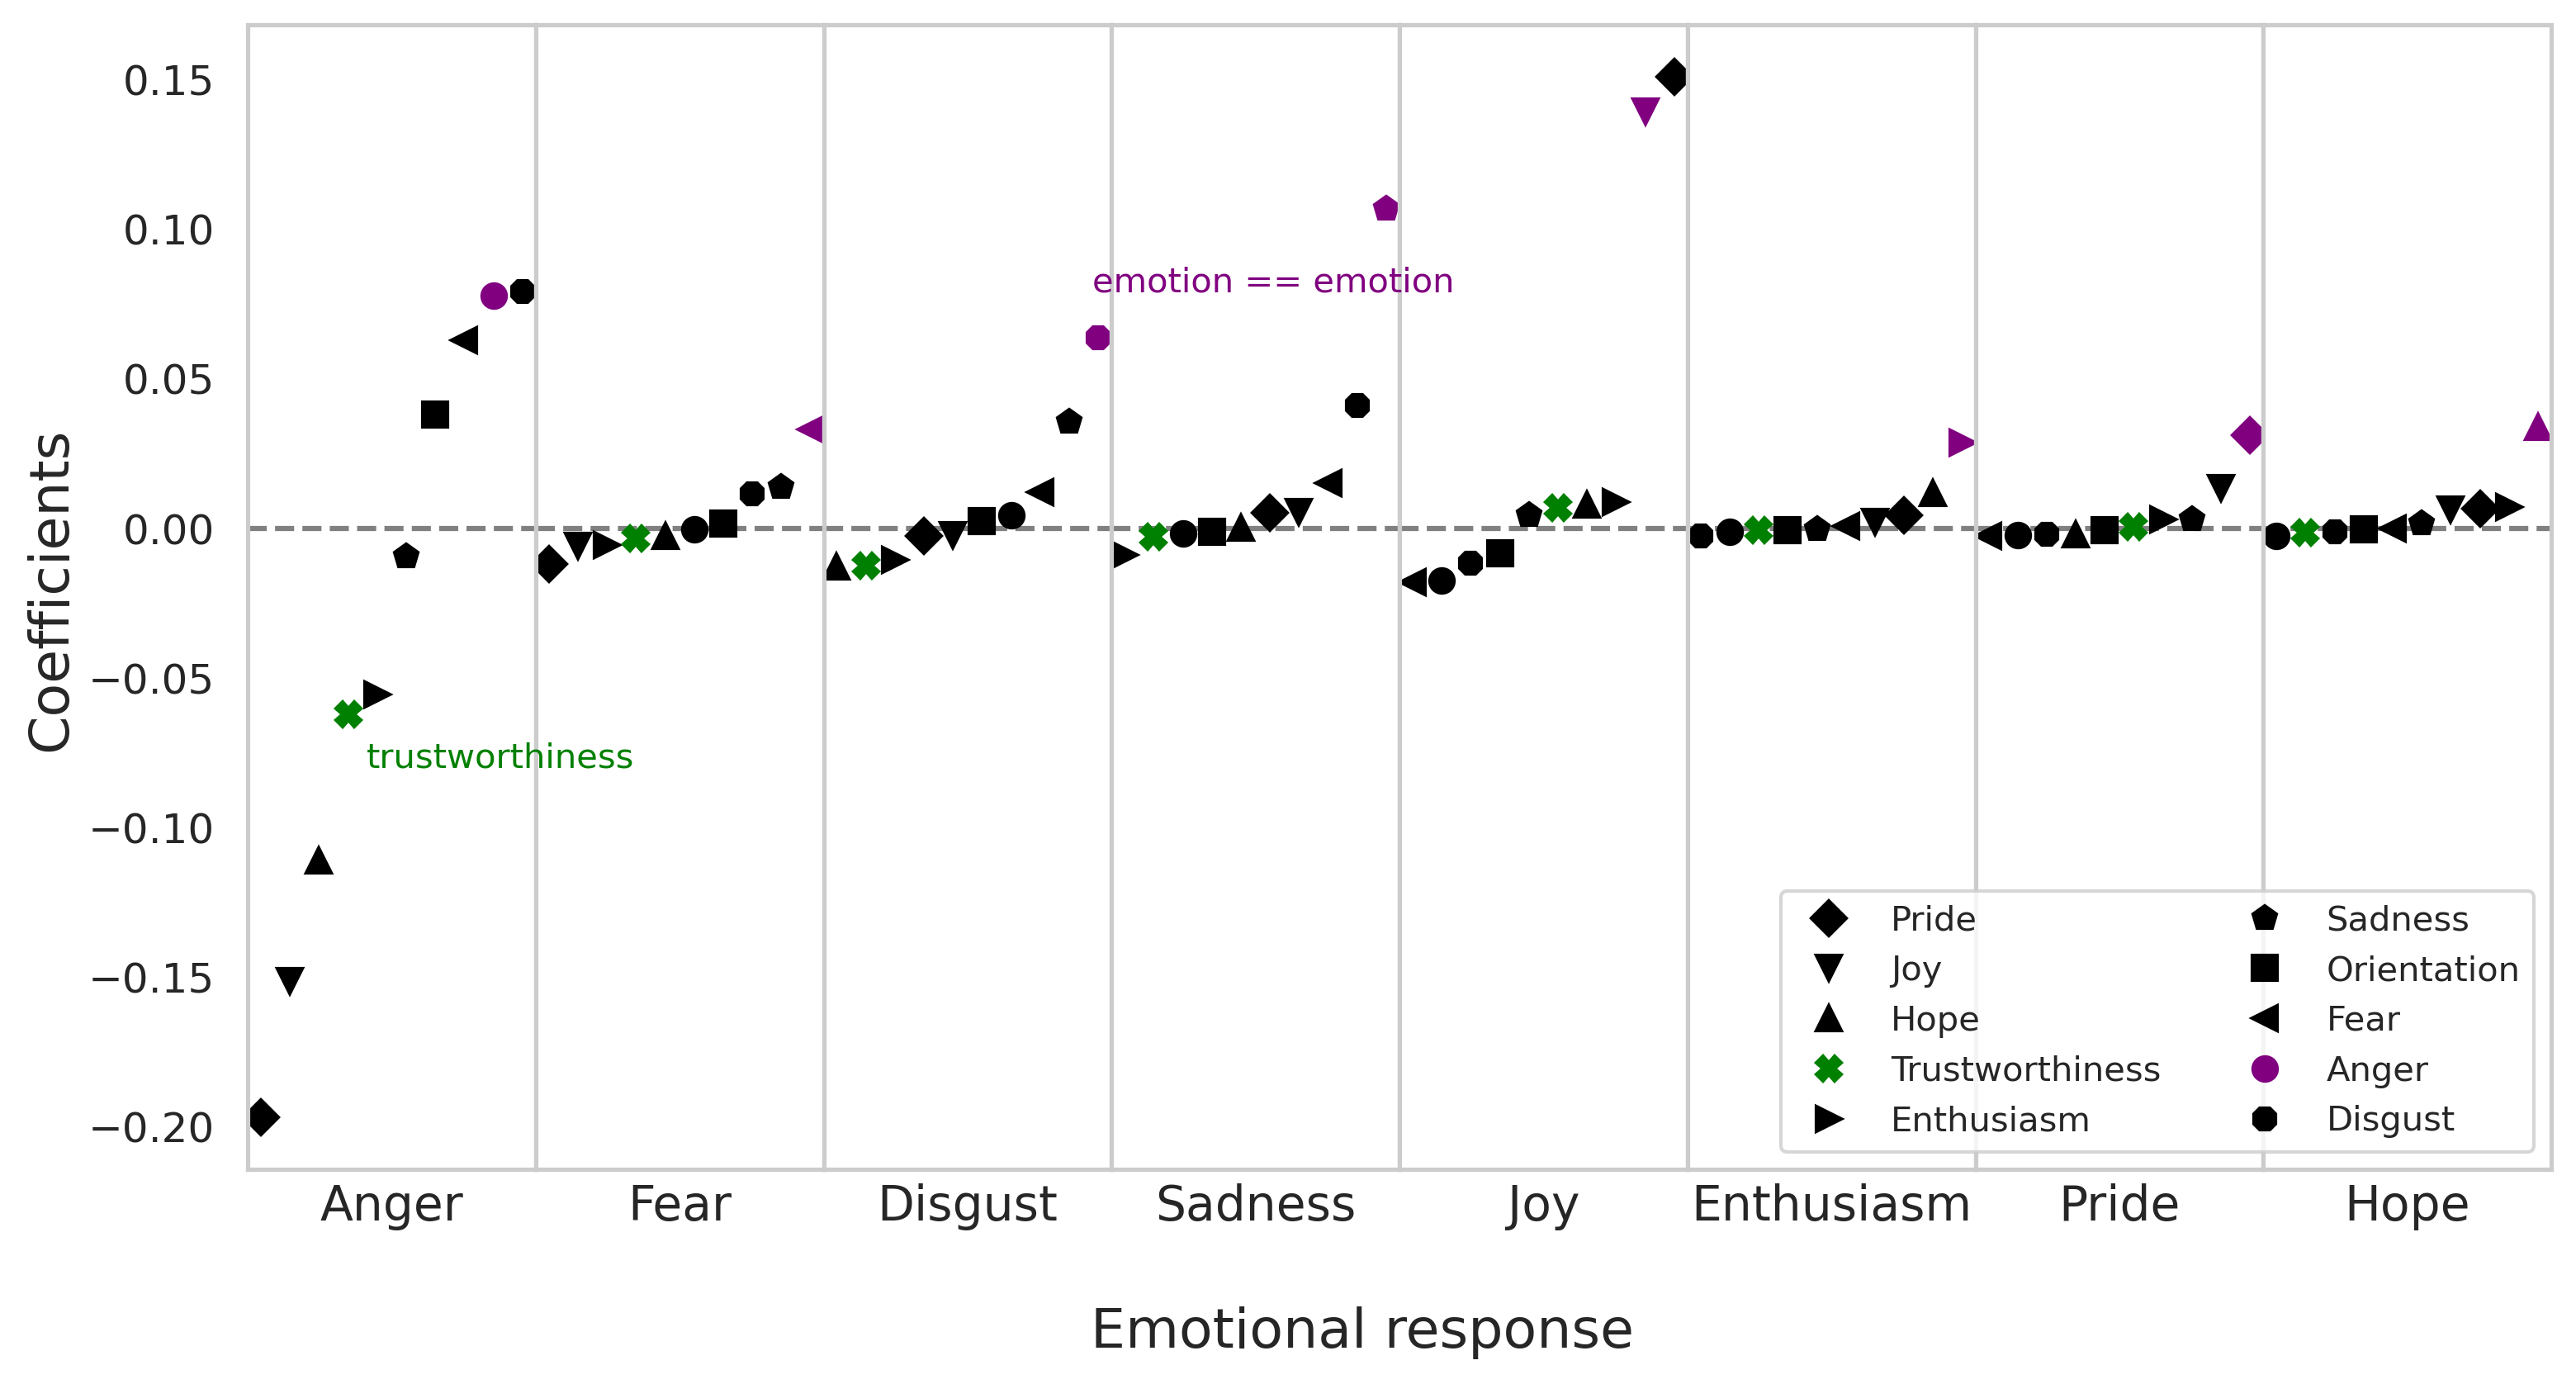 0.15
0.10
0.05
0.00
−0.05
−0.10
−0.15
−0.20
Coefficients
emotion == emotion
trustworthiness
Pride
Joy
Hope
Trustworthiness
Enthusiasm
Sadness
Orientation
Fear
Anger
Disgust
Anger Fear Disgust Sadness Joy Enthusiasm Pride Hope
Emotional response